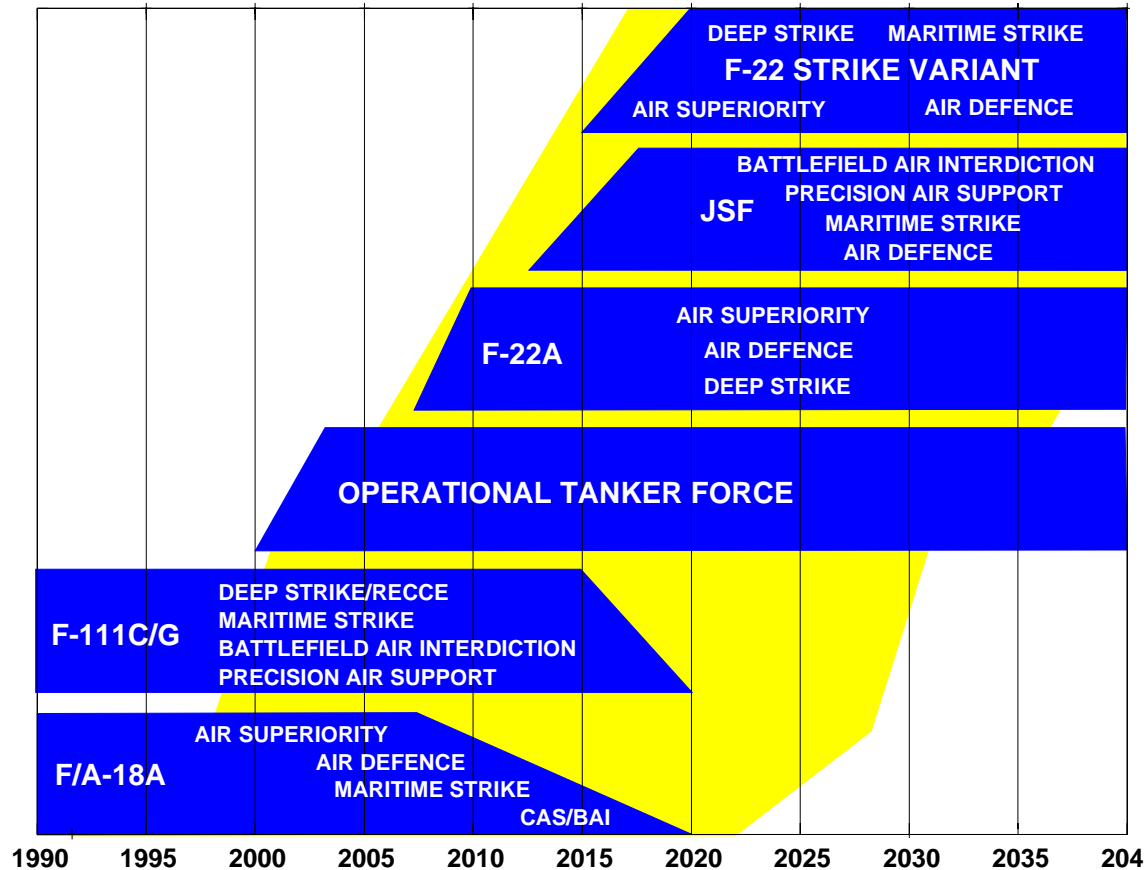 DEEP STRIKE MARITIME STRIKE
F-22 STRIKE VARIANT
AIR SUPERIORITY AIR DEFENCE
BATTLEFIELD AIR INTERDICTION
PRECISION AIR SUPPORT
JSF
MARITIME STRIKE
AIR DEFENCE
AIR SUPERIORITY
F-22A
AIR DEFENCE
DEEP STRIKE
OPERATIONAL TANKER FORCE
DEEP STRIKE/RECCE
MARITIME STRIKE
F-111C/G
BATTLEFIELD AIR INTERDICTION
PRECISION AIR SUPPORT
AIR SUPERIORITY
AIR DEFENCE
F/A-18A
MARITIME STRIKE
CAS/BAI
1990 1995 2000 2005 2010 2015 2020 2025 2030 2035 204